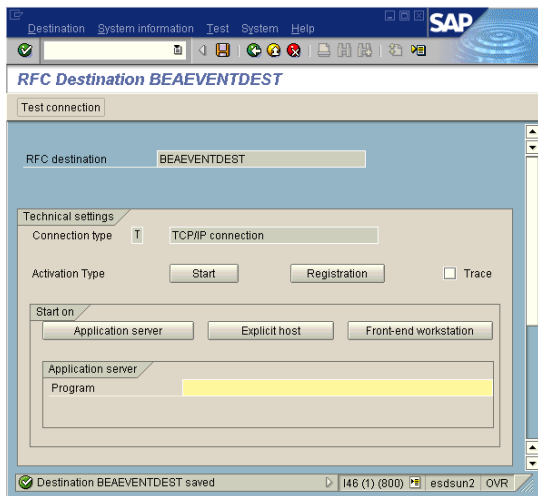 Destination System information Test System Help
SAP
RFC Destination BEAEVENTDEST
Test connection
RFC destination BEAEVENTDEST
Technical settings
Connection type T TCP/IP connection
Activation Type Start Registration Trace
Start on
Application server Explicit host Front-end workstation
Application server
Program
Destination BEAEVENTDEST saved I46 (1) (800) esdsun2 OVR